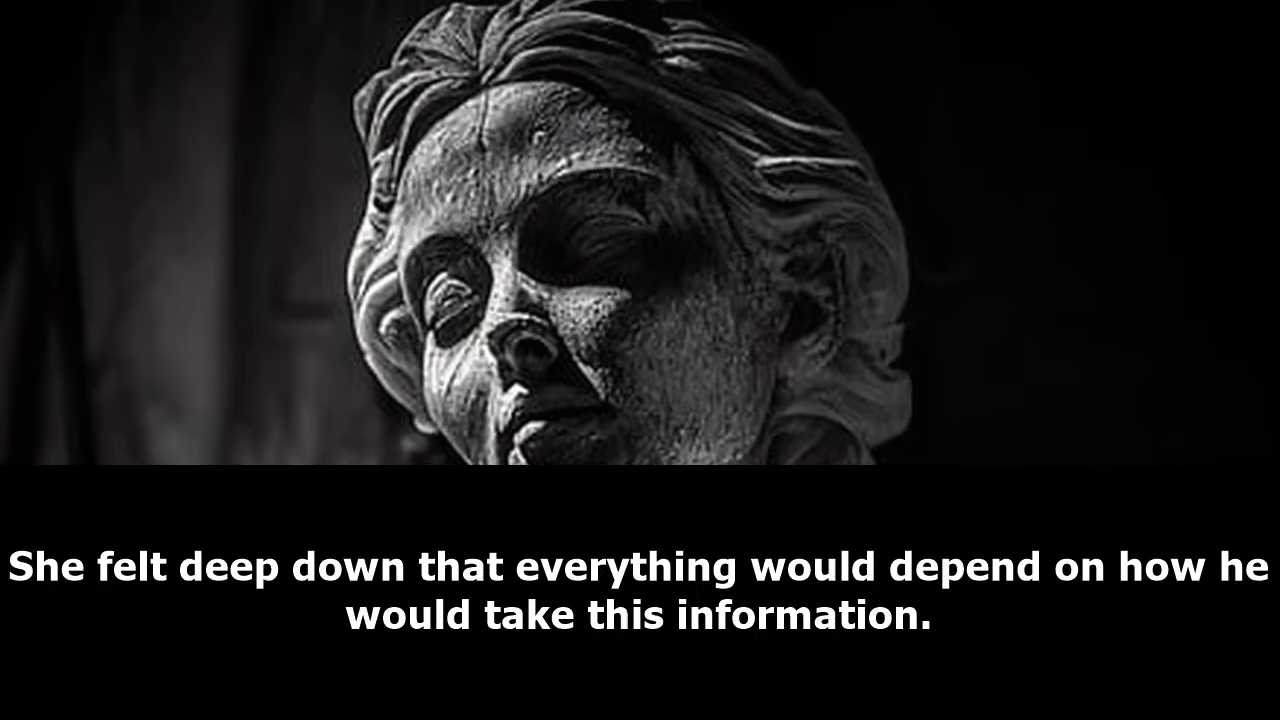 She felt deep down that everything would depend on how he
would take this information.